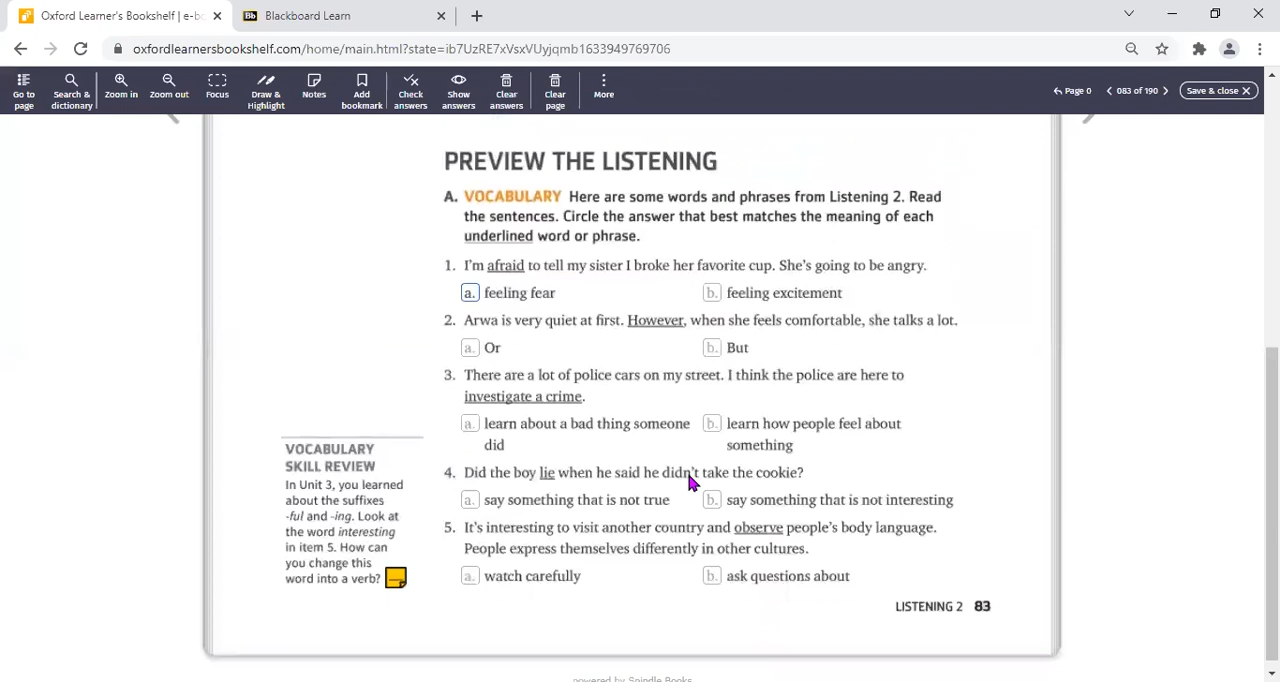 Oxford Learner's Bookshelf | e-bo
Bb Blackboard Learn
oxfordlearnersbookshelf.com/home/main.html?state=ib7UzRE7xVsxVUyjqmb1633949769706
Go to page
Search & dictionary
Zoom in
Zoom out
Focus
Draw & Highlight
Notes
Add bookmark
Check answers
Show answers
Clear answers
Clear page
More
Page 0
083 of 190
Save & close
PREVIEW THE LISTENING
A. VOCABULARY Here are some words and phrases from Listening 2. Read
the sentences. Circle the answer that best matches the meaning of each
underlined word or phrase.
1. I'm afraid to tell my sister I broke her favorite cup. She's going to be angry.
a. feeling fear b. feeling excitement
2. Arwa is very quiet at first. However, when she feels comfortable, she talks a lot.
a. Or b. But
3. There are a lot of police cars on my street. I think the police are here to
investigate a crime.
a. learn about a bad thing someone
did
b. learn how people feel about
something
4. Did the boy lie when he said he didn't take the cookie?
a. say something that is not true b. say something that is not interesting
5. It's interesting to visit another country and observe people's body language.
People express themselves differently in other cultures.
a. watch carefully b. ask questions about
VOCABULARY
SKILL REVIEW
In Unit 3, you learned
about the suffixes
-ful and -ing. Look at
the word interesting
in item 5. How can
you change this
word into a verb?
LISTENING 2 83
powered by Spindle Books